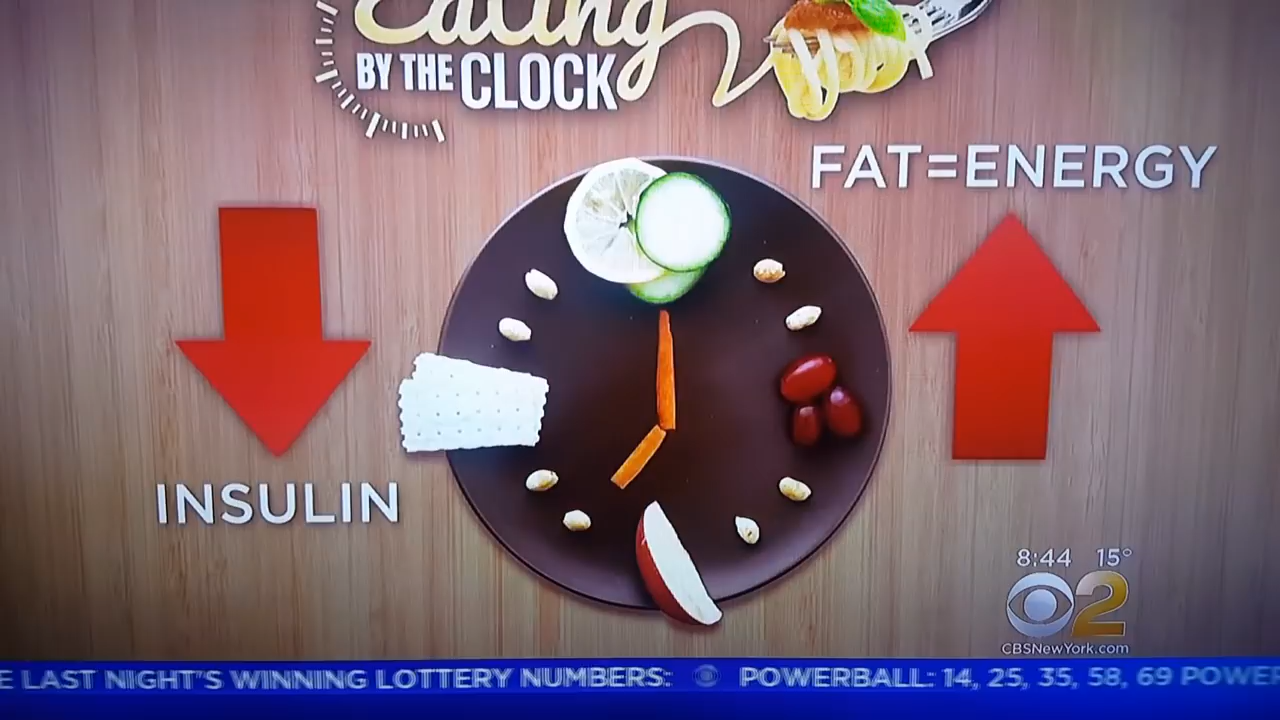 Eating
BY THE CLOCK
FAT=ENERGY
INSULIN
8:44 15°
2
CBSNewYork.com
E LAST NIGHT'S WINNING LOTTERY NUMBERS: POWERBALL: 14, 25, 35, 58, 69 POWER